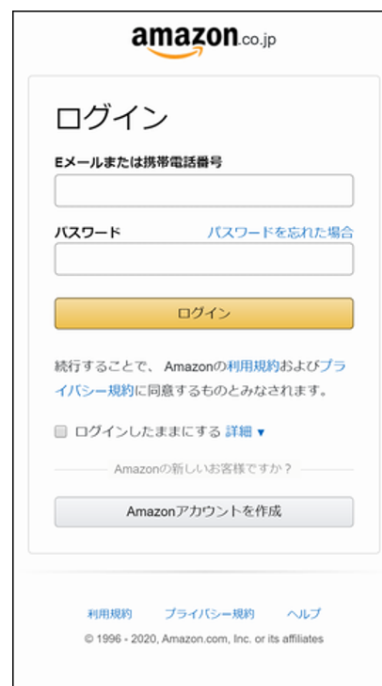 amazon.co.jp
ログイン
Eメールまたは携帯電話番号
パスワード パスワードを忘れた場合
ログイン
続行することで、 Amazonの利用規約およびプラ
イバシー規約に同意するものとみなされます。
ログインしたままにする 詳細 ▼
Amazonの新しいお客様ですか？
Amazonアカウントを作成
利用規約 プライバシー規約 ヘルプ
© 1996 - 2020, Amazon.com, Inc. or its affiliates